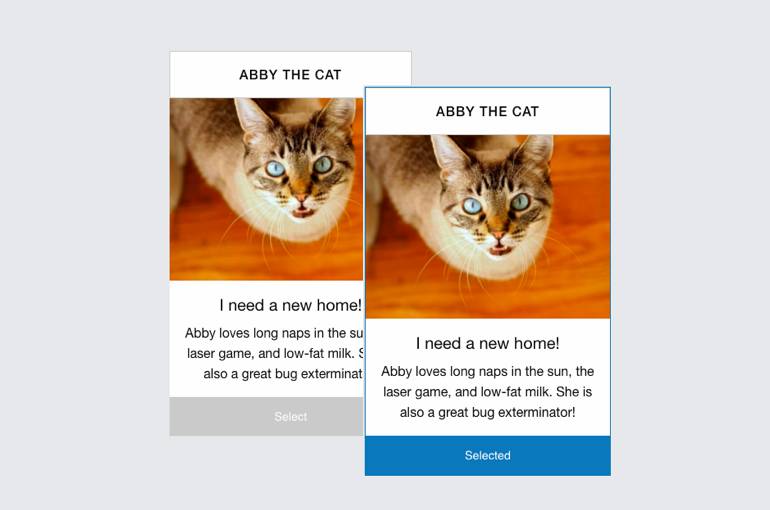 ABBY THE CAT
I need a new home!
Abby loves long naps in the
laser game, and low-fat milk.
also a great bug
Select
ABBY THE CAT
I need a new home!
Abby loves long naps in the sun, the
laser game, and low-fat milk. She is
also a great bug exterminator!
Selected